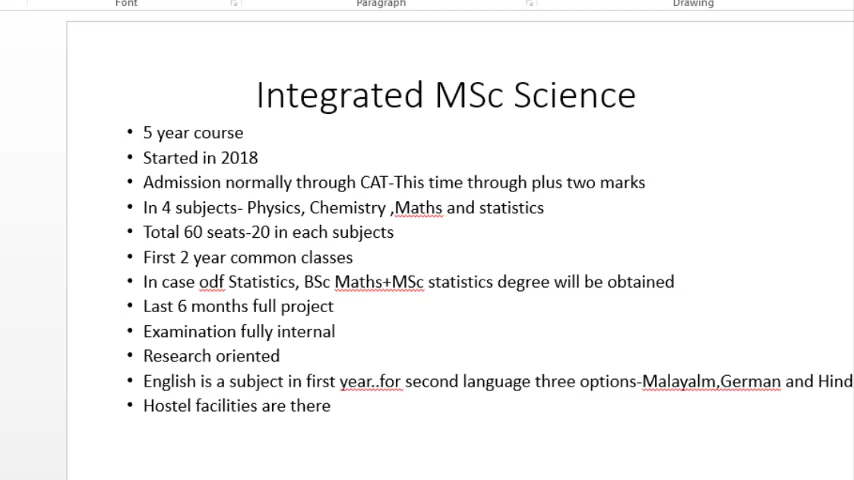 Font Paragraph Drawing
Integrated MSc Science
• 5 year course
• Started in 2018
• Admission normally through CAT-This time through plus two marks
• In 4 subjects- Physics, Chemistry ,Maths and statistics
• Total 60 seats-20 in each subjects
• First 2 year common classes
• In case odf Statistics, BSc Maths+MSc statistics degree will be obtained
• Last 6 months full project
• Examination fully internal
• Research oriented
• English is a subject in first year..for second language three options-Malayalm,German and Hind
• Hostel facilities are there